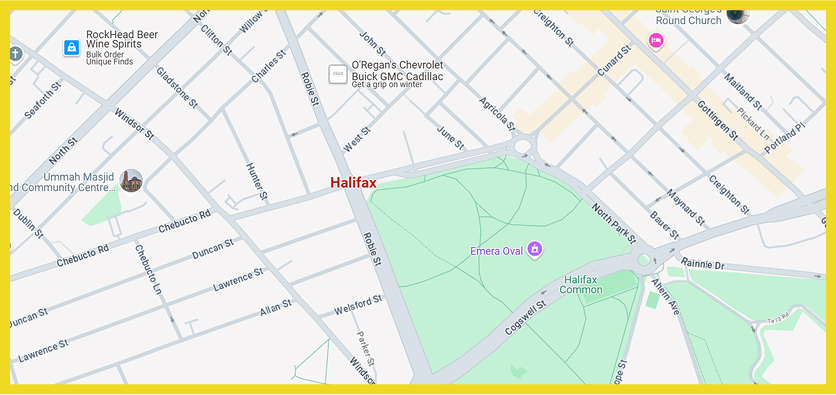 Saint George's
Round Church
RockHead Beer
Wine Spirits
Bulk Order
Unique Finds
O'Regan's Chevrolet
Buick GMC Cadillac
Get a grip on winter
Ummah Masjid
nd Community Centre...
Halifax
Emera Oval
Halifax
Common
Willow
Clifton St
Charles St
Gladstone St
Seaforth St
North St
Windsor St
Robie St
John St
West St
June St
Agricola St
Creighton St
Cunard St
Maitland St
Gottingen St
Pickard Ln
Portland Pl
Creighton St
Maynard St
Bauer St
North Park St
Rannie Dr
Ahern Ave
Cogswell St
Robie St
Hunter St
Dublin St
Chebucto Rd
Chebucto Rd
Chebucto Ln
Duncan St
Duncan St
Lawrence St
Lawrence St
Allan St
Welsford St
Parker St
Windsor
ope St